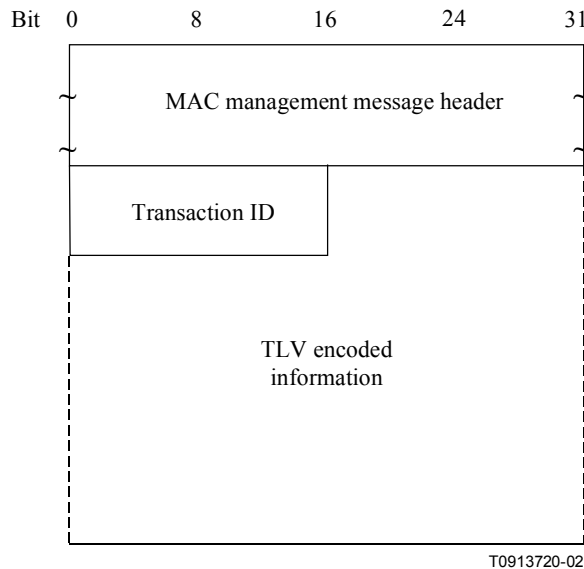 Bit 0 8 16 24 31
MAC management message header
Transaction ID
TLV encoded
information
T0913720-02